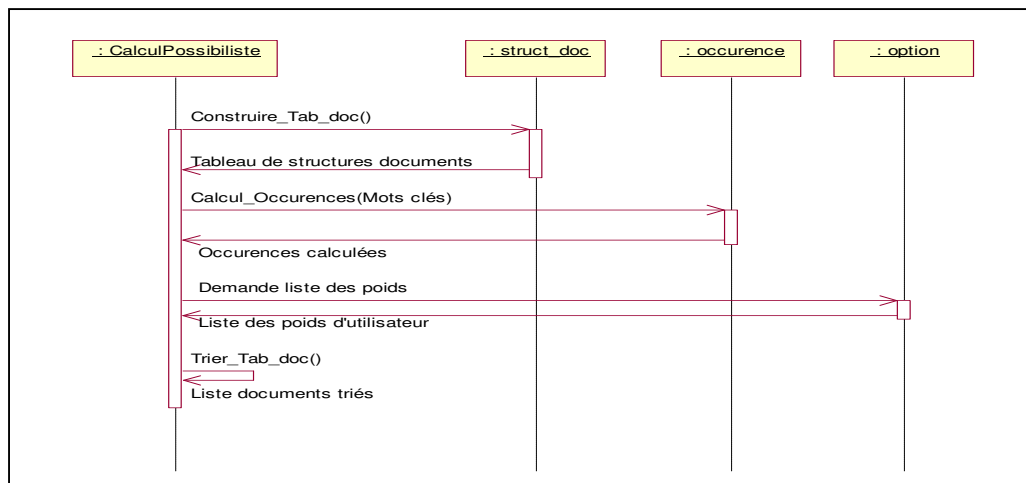 : CalculPossibiliste
: struct_doc
: occurence
: option
Construire_Tab_doc()
Tableau de structures documents
Calcul_Occurences(Mots clés)
Occurences calculées
Demande liste des poids
Liste des poids d'utilisateur
Trier_Tab_doc()
Liste documents triés